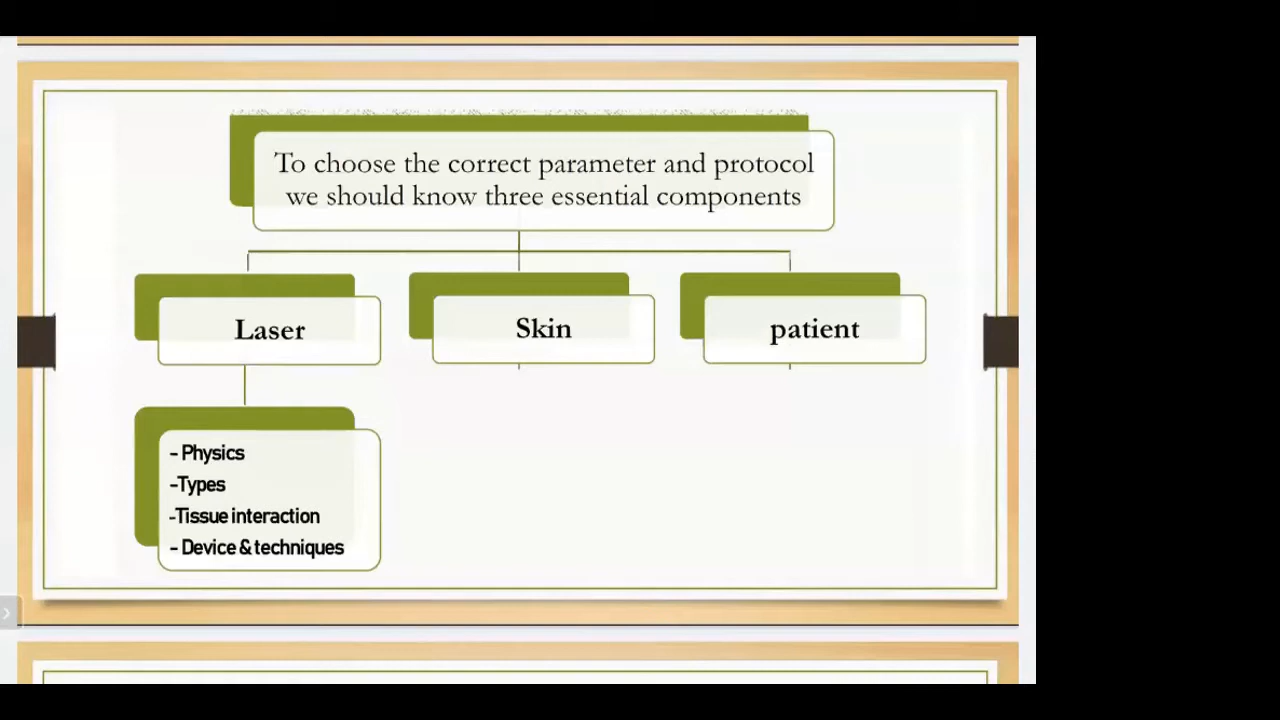 To choose the correct parameter and protocol
we should know three essential components
Laser
Skin
patient
- Physics
-Types
-Tissue interaction
- Device & techniques